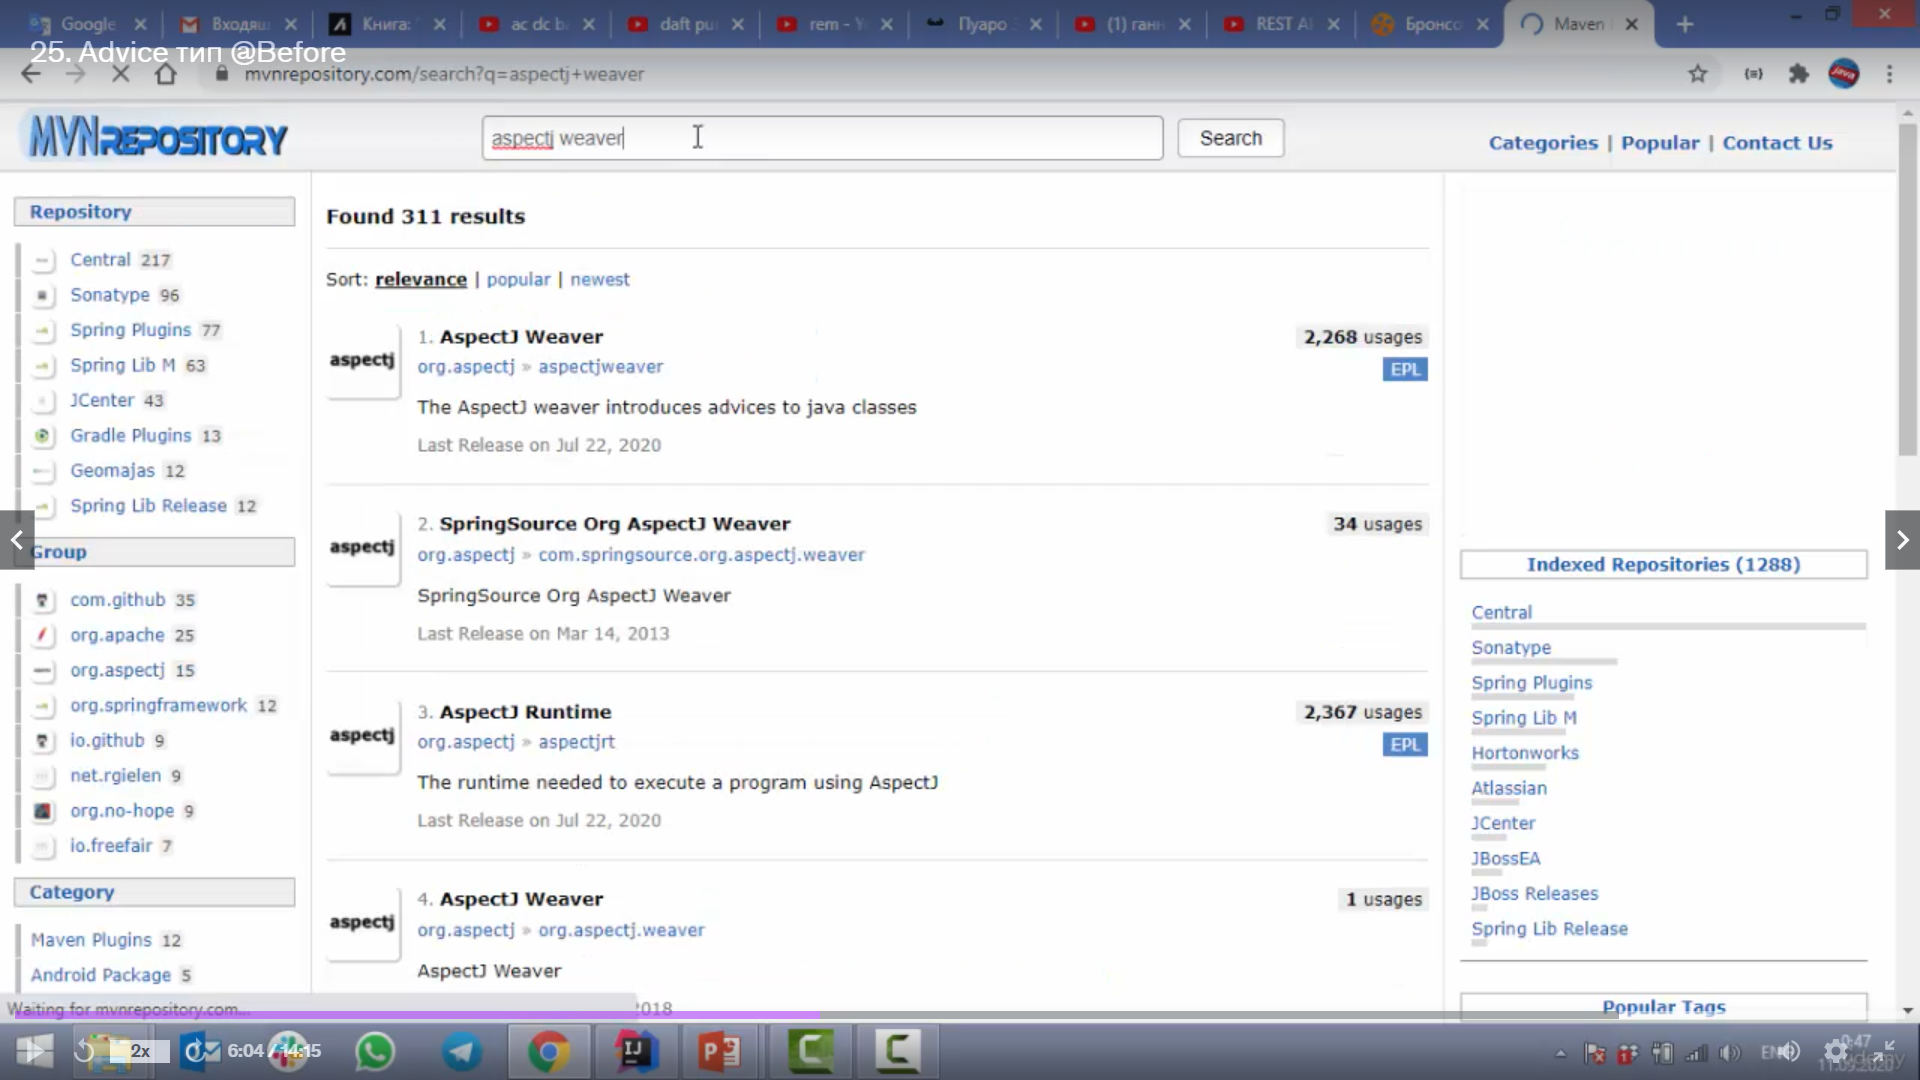 Google
Входящ
Книга:
ac dc b
daft pu
rem - Y
Пуаро
(1) ганн
REST AI
Бронсо
Maven
25. Advice тип @Before
mvnrepository.com/search?q=aspectj+weaver
MVNREPOSITORY
aspectj weaver
Search
Categories | Popular | Contact Us
Repository
Central 217
Sonatype 96
Spring Plugins 77
Spring Lib M 63
JCenter 43
Gradle Plugins 13
Geomajas 12
Spring Lib Release 12
Group
com.github 35
org.apache 25
org.aspectj 15
org.springframework 12
io.github 9
net.rgielen 9
org.no-hope 9
io.freefair 7
Category
Maven Plugins 12
Android Package 5
Found 311 results
Sort: relevance | popular | newest
aspectj
1. AspectJ Weaver
2,268 usages
org.aspectj » aspectjweaver
EPL
The AspectJ weaver introduces advices to java classes
Last Release on Jul 22, 2020
aspectj
2. SpringSource Org AspectJ Weaver
34 usages
org.aspectj » com.springsource.org.aspectj.weaver
SpringSource Org AspectJ Weaver
Last Release on Mar 14, 2013
aspectj
3. AspectJ Runtime
2,367 usages
org.aspectj » aspectjrt
EPL
The runtime needed to execute a program using AspectJ
Last Release on Jul 22, 2020
aspectj
4. AspectJ Weaver
1 usages
org.aspectj » org.aspectj.weaver
AspectJ Weaver
2018
Indexed Repositories (1288)
Central
Sonatype
Spring Plugins
Spring Lib M
Hortonworks
Atlassian
JCenter
JBossEA
JBoss Releases
Spring Lib Release
Popular Tags
Waiting for mvnrepository.com...
2x
6:04 / 14:15
EN
0:47
11.09.2020